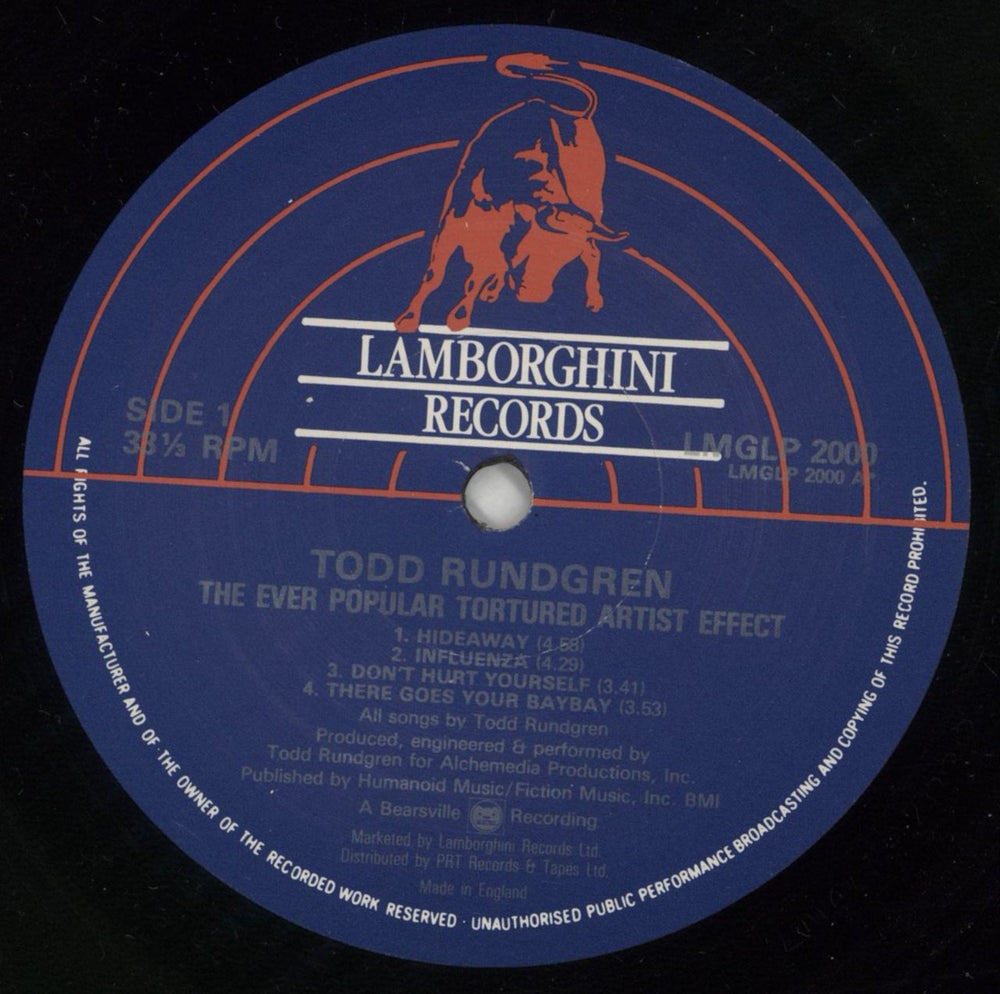 LAMBORGHINI
RECORDS
SIDE 1
33⅓ RPM
LMGLP 2000
LMGLP 2000 A*
TODD RUNDGREN
THE EVER POPULAR TORTURED ARTIST EFFECT
1. HIDEAWAY (4.58)
2. INFLUENZA (4.29)
3. DON'T HURT YOURSELF (3.41)
4. THERE GOES YOUR BAYBAY (3.53)
All songs by Todd Rundgren
Produced, engineered & performed by
Todd Rundgren for Alchemedia Productions, Inc.
Published by Humanoid Music/Fiction Music, Inc. BMI
A Bearsville Recording
Marketed by Lamborghini Records Ltd.
Distributed by PRT Records & Tapes Ltd.
Made in England
ALL RIGHTS OF THE MANUFACTURER AND OF THE OWNER OF THE RECORDED WORK RESERVED · UNAUTHORISED PUBLIC PERFORMANCE BROADCASTING AND COPYING OF THIS RECORD PROHIBITED.